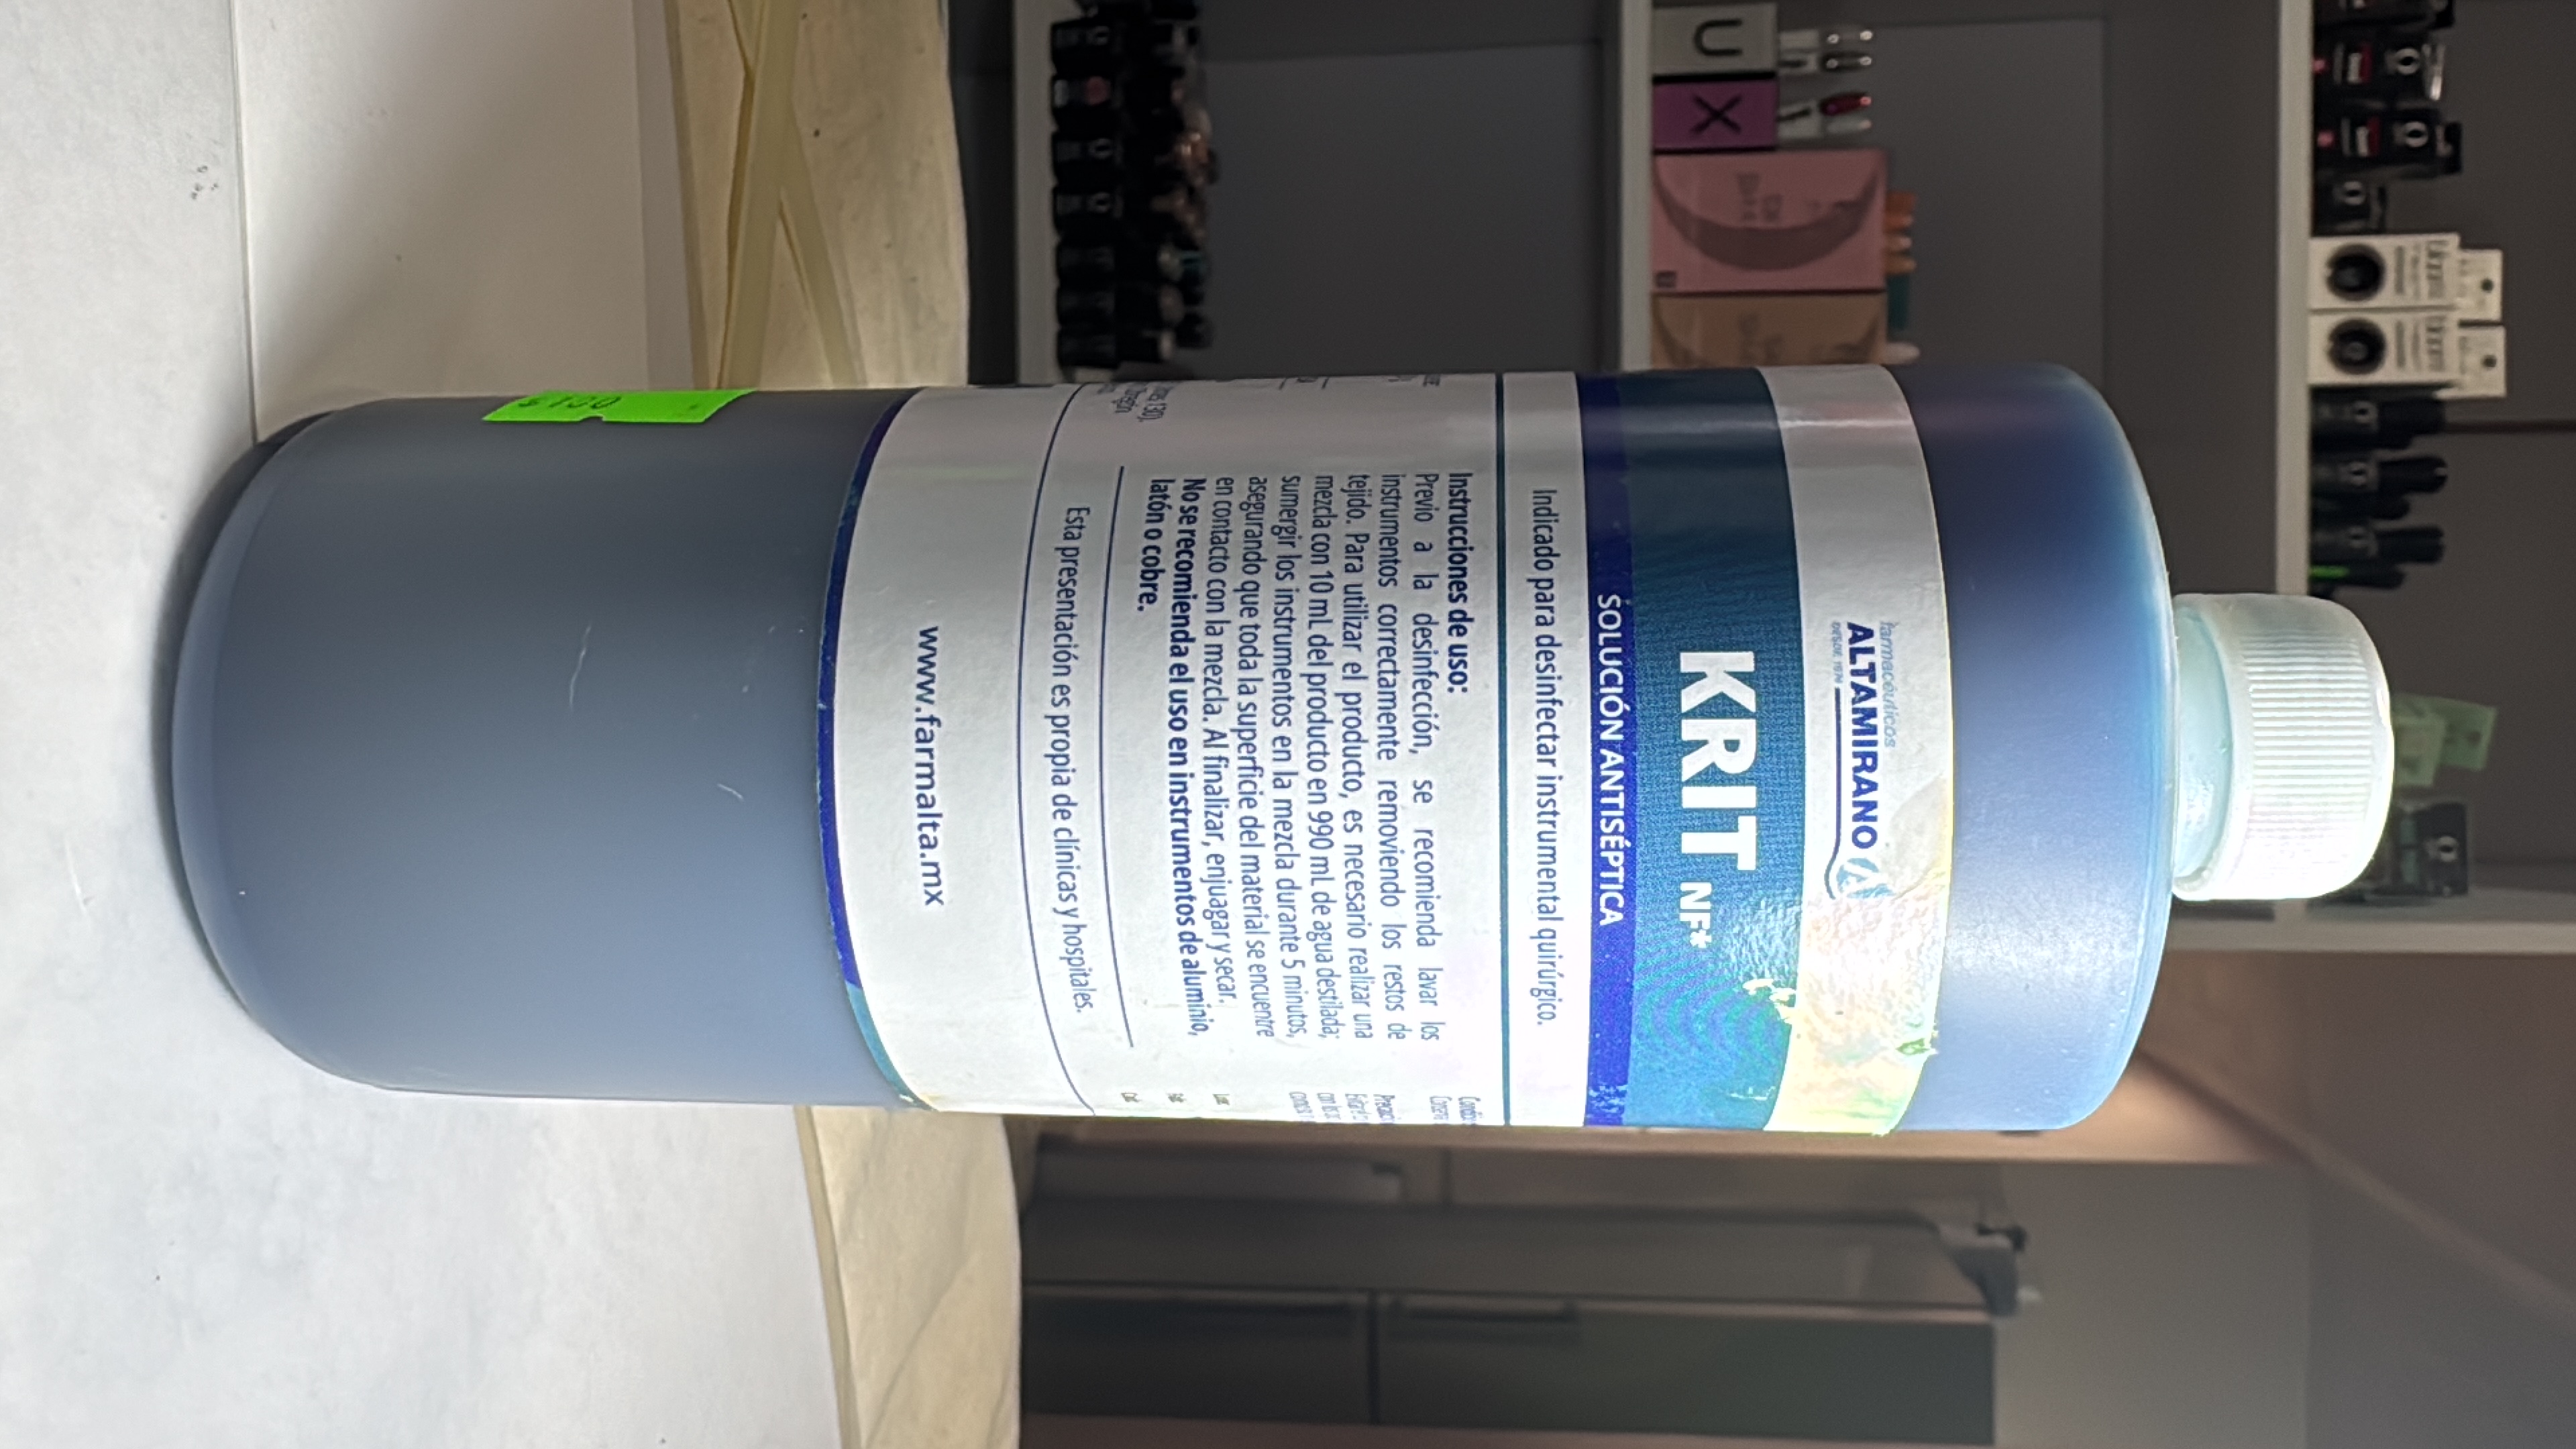 farmacéuticos
ALTAMIRANO
KRIT NF*
SOLUCIÓN ANTISÉPTICA
Indicado para desinfectar instrumental quirúrgico.
Instrucciones de uso:
Previo a la desinfección, se recomienda lavar los
instrumentos correctamente removiendo los restos de
tejido. Para utilizar el producto, es necesario realizar una
mezcla con 10 mL del producto en 990 mL de agua destilada;
sumergir los instrumentos en la mezcla durante 5 minutos,
asegurando que toda la superficie del material se encuentre
en contacto con la mezcla. Al finalizar, enjuagar y secar.
No se recomienda el uso en instrumentos de aluminio,
latón o cobre.
Esta presentación es propia de clínicas y hospitales.
www.farmalta.mx
U
X